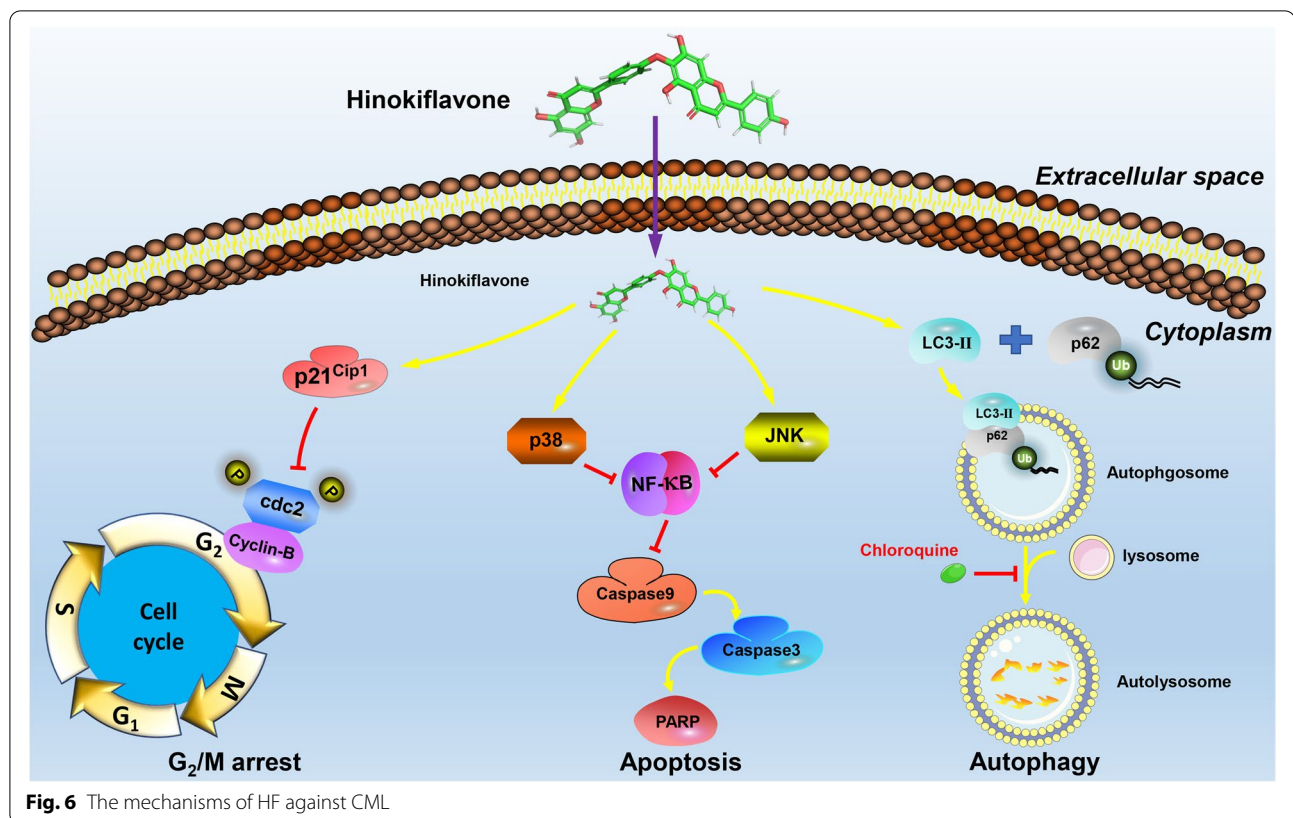 Hinokiflavone
Extracellular space
Hinokiflavone
Cytoplasm
LC3-II
p62
Ub
p21Cip1
LC3-II
p62
Ub
p38
JNK
NF-κB
P
P
cdc2
Cyclin-B
Autophgosome
Chloroquine
lysosome
Caspase9
Caspase3
PARP
Autolysosome
G₂
S
Cell
cycle
M
G₁
G₂/M arrest
Apoptosis
Autophagy
Fig. 6 The mechanisms of HF against CML